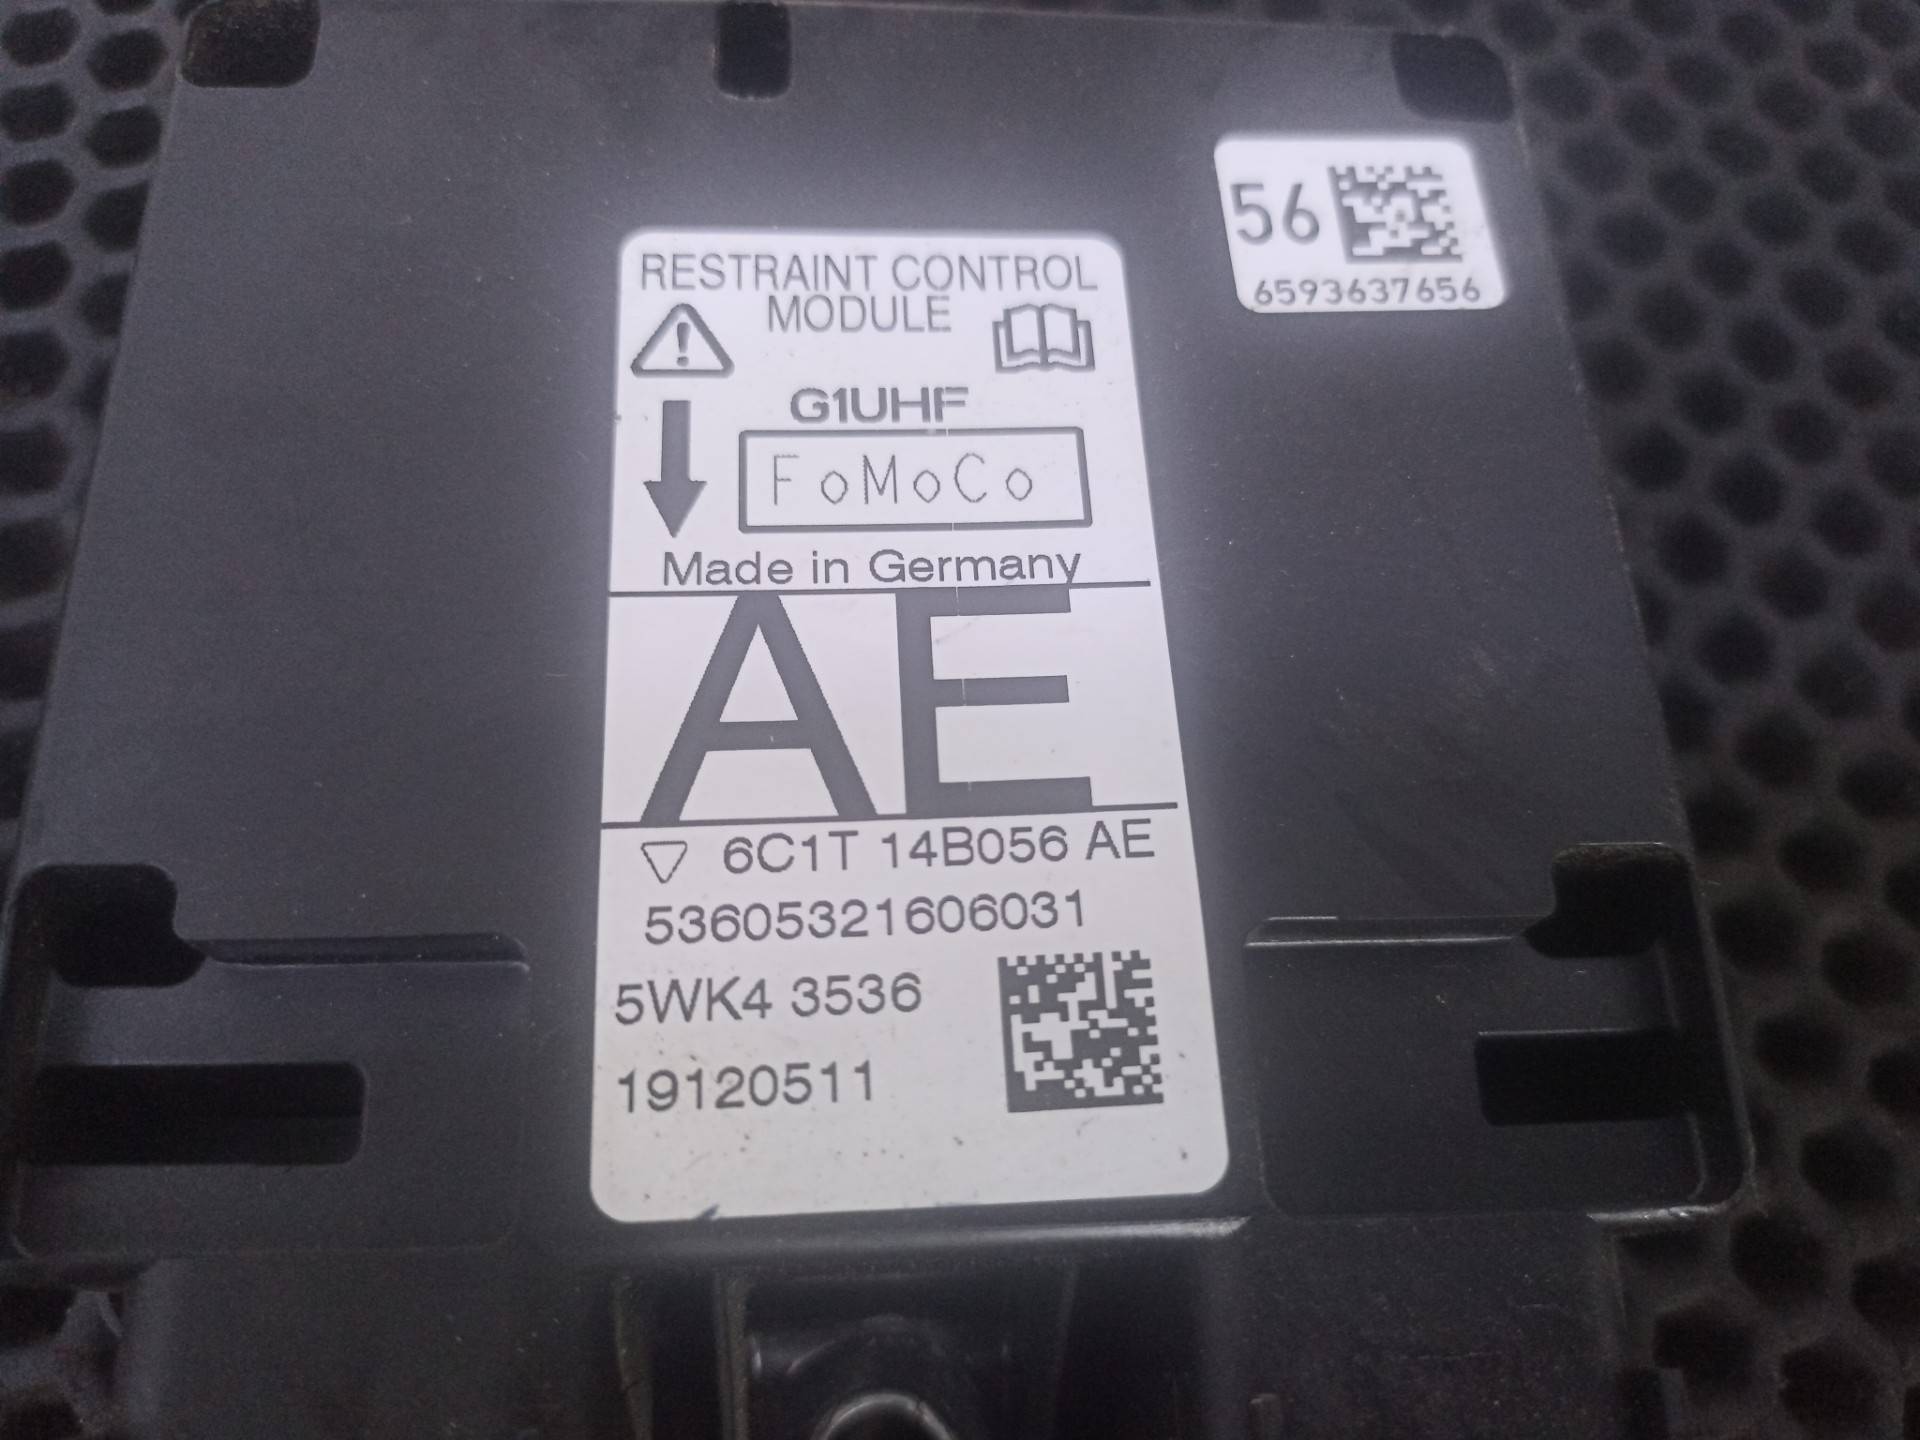 56
6593637656
RESTRAINT CONTROL
MODULE
G1UHF
FoMoCo
Made in Germany
AE
6C1T 14B056 AE
53605321606031
5WK4 3536
19120511